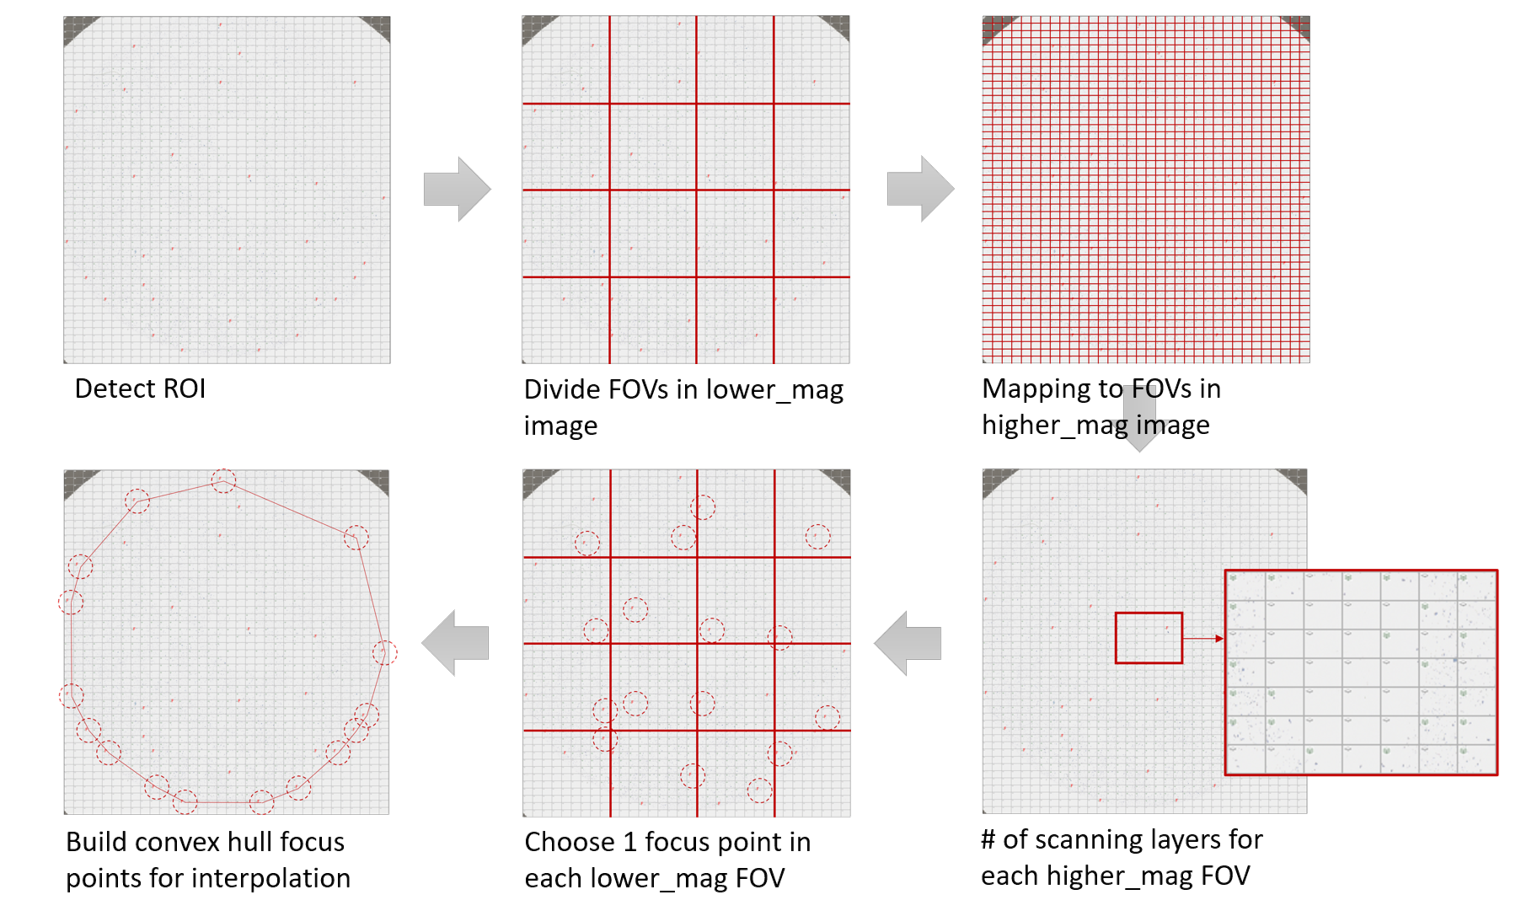 Detect ROI
Divide FOVs in lower_mag
image
Mapping to FOVs in
higher_mag image
# of scanning layers for
each higher_mag FOV
Choose 1 focus point in
each lower_mag FOV
Build convex hull focus
points for interpolation